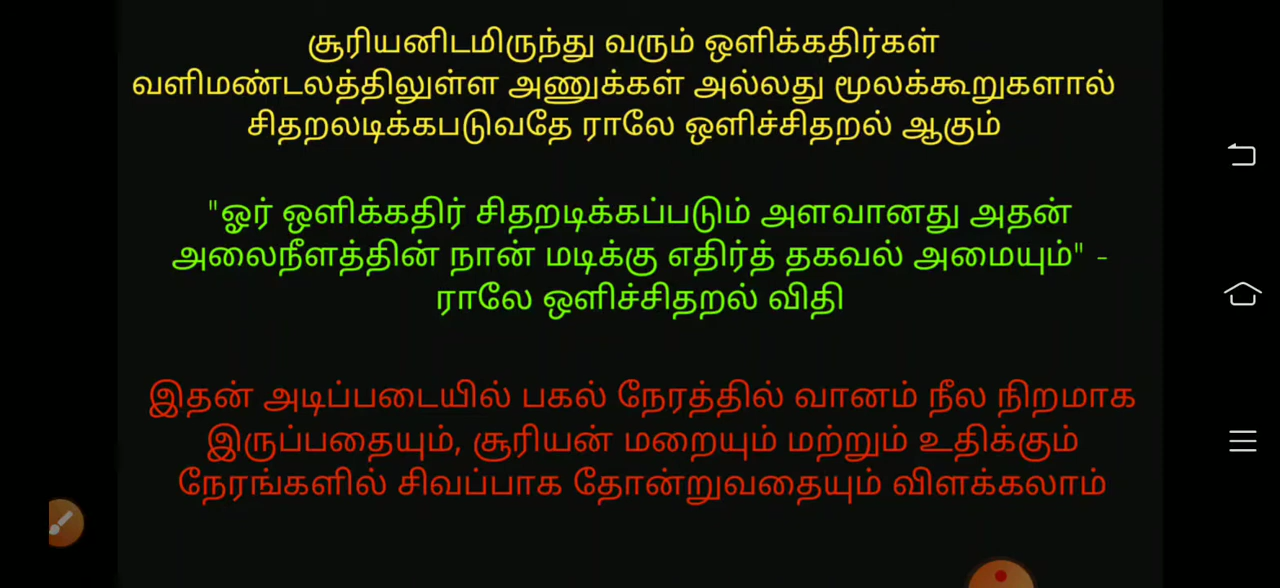 சூரியனிடமிருந்து வரும் ஒளிக்கதிர்கள்
வளிமண்டலத்திலுள்ள அணுக்கள் அல்லது மூலக்கூறுகளால்
சிதறலடிக்கபடுவதே ராலே ஒளிச்சிதறல் ஆகும்
"ஓர் ஒளிக்கதிர் சிதறடிக்கப்படும் அளவானது அதன்
அலைநீளத்தின் நான் மடிக்கு எதிர்த் தகவல் அமையும்" -
ராலே ஒளிச்சிதறல் விதி
இதன் அடிப்படையில் பகல் நேரத்தில் வானம் நீல நிறமாக
இருப்பதையும், சூரியன் மறையும் மற்றும் உதிக்கும்
நேரங்களில் சிவப்பாக தோன்றுவதையும் விளக்கலாம்